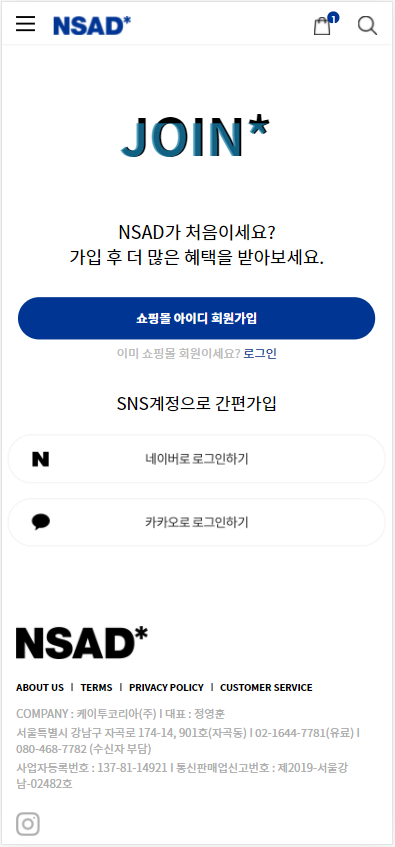 NSAD*
1
JOIN*
NSAD가 처음이세요?
가입 후 더 많은 혜택을 받아보세요.
쇼핑몰 아이디 회원가입
이미 쇼핑몰 회원이세요? 로그인
SNS계정으로 간편가입
N 네이버로 로그인하기
카카오로 로그인하기
NSAD*
ABOUT US I TERMS I PRIVACY POLICY I CUSTOMER SERVICE
COMPANY : 케이투코리아(주) I 대표 : 정영훈
서울특별시 강남구 자곡로 174-14, 901호(자곡동) I 02-1644-7781(유료) I
080-468-7782 (수신자 부담)
사업자등록번호 : 137-81-14921 I 통신판매업신고번호 : 제2019-서울강
남-02482호